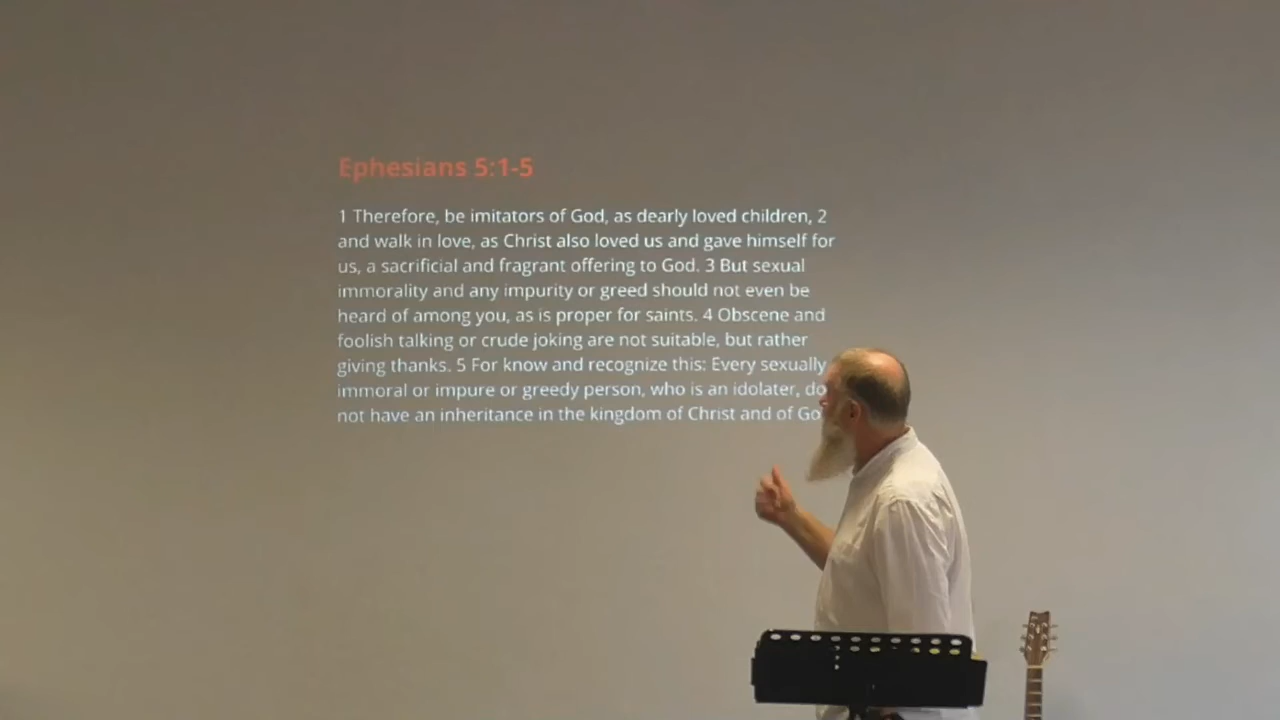 Ephesians 5:1-5
1 Therefore, be imitators of God, as dearly loved children, 2
and walk in love, as Christ also loved us and gave himself for
us, a sacrificial and fragrant offering to God. 3 But sexual
immorality and any impurity or greed should not even be
heard of among you, as is proper for saints. 4 Obscene and
foolish talking or crude joking are not suitable, but rather
giving thanks. 5 For know and recognize this: Every sexually
immoral or impure or greedy person, who is an idolater, do
not have an inheritance in the kingdom of Christ and of Go